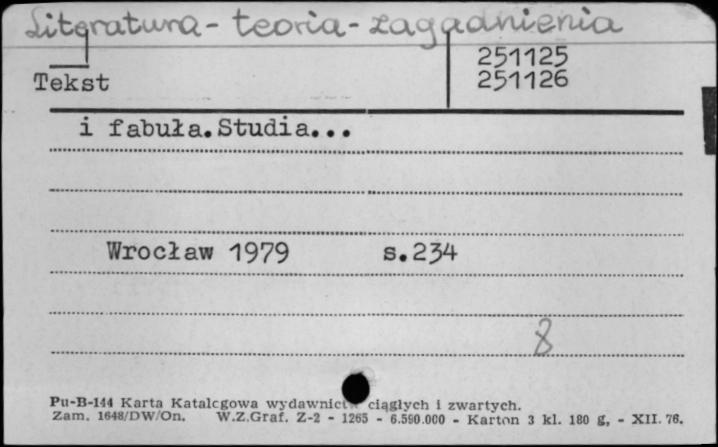 Literatura - teoria - zagadnienia
251125
Tekst 251126
i fabuła. Studia...
Wrocław 1979 s.234
8
Pu-B-144 Karta Katalcgowa wydawnictw ciągłych i zwartych.
Zam. 1648/DW/On. W.Z.Graf. Z-2 - 1265 - 6.590.000 - Karton 3 kl. 180 g, - XII. 76.